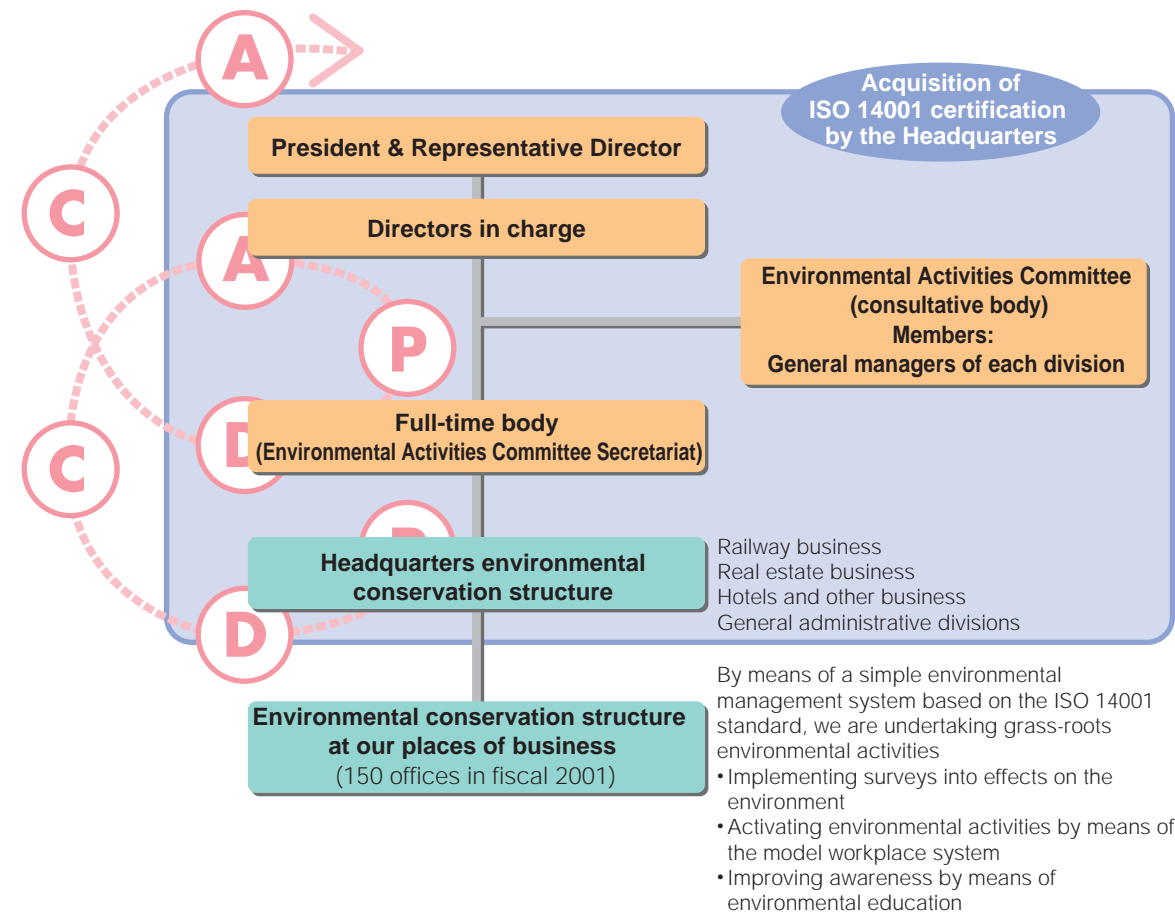 A
Acquisition of
ISO 14001 certification
by the Headquarters
President & Representative Director
C
Directors in charge
A
Environmental Activities Committee
(consultative body)
Members:
General managers of each division
P
Full-time body
(Environmental Activities Committee Secretariat)
D
C
Headquarters environmental
conservation structure
Railway business
Real estate business
Hotels and other business
General administrative divisions
D
Environmental conservation structure
at our places of business
(150 offices in fiscal 2001)
By means of a simple environmental
management system based on the ISO 14001
standard, we are undertaking grass-roots
environmental activities
• Implementing surveys into effects on the
environment
• Activating environmental activities by means of
the model workplace system
• Improving awareness by means of
environmental education